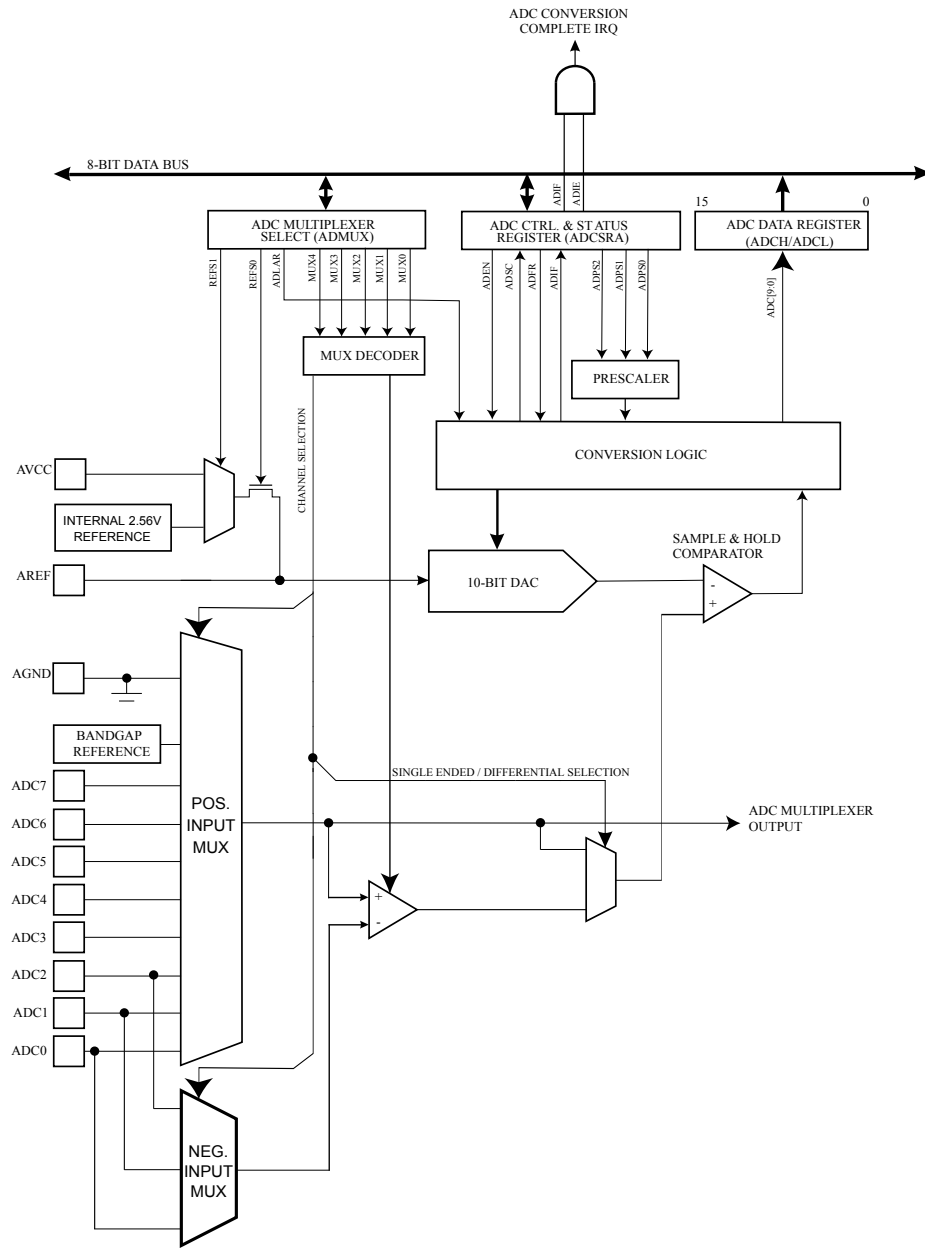 ADC CONVERSION
COMPLETE IRQ
8-BIT DATA BUS
ADIF
ADIE
15
0
ADC MULTIPLEXER
SELECT (ADMUX)
ADC CTRL. & STATUS
REGISTER (ADCSRA)
ADC DATA REGISTER
(ADCH/ADCL)
REFS1
REFS0
ADLAR
MUX4
MUX3
MUX2
MUX1
MUX0
ADEN
ADSC
ADFR
ADIF
ADPS2
ADPS1
ADPS0
ADC[9:0]
MUX DECODER
PRESCALER
CHANNEL SELECTION
CONVERSION LOGIC
AVCC
INTERNAL 2.56V
REFERENCE
SAMPLE & HOLD
COMPARATOR
AREF
10-BIT DAC
-
+
AGND
BANDGAP
REFERENCE
SINGLE ENDED / DIFFERENTIAL SELECTION
ADC7
ADC6
ADC5
ADC4
ADC3
ADC2
ADC1
ADC0
POS.
INPUT
MUX
ADC MULTIPLEXER
OUTPUT
+
-
NEG.
INPUT
MUX